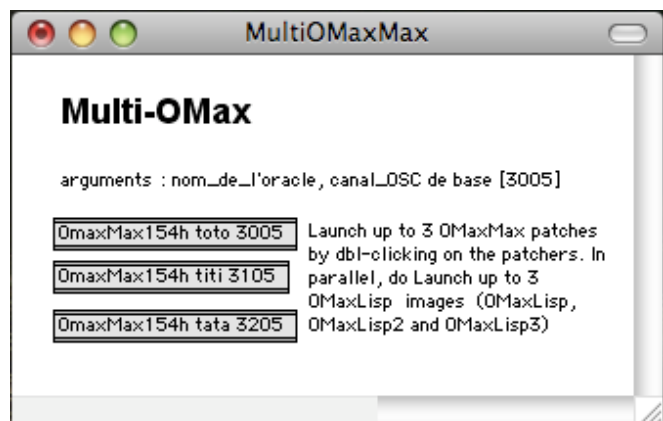 MultiOMaxMax
Multi-OMax
arguments : nom_de_l'oracle, canal_OSC de base [3005]
OmaxMax154h toto 3005
OmaxMax154h titi 3105
OmaxMax154h tata 3205
Launch up to 3 OMaxMax patches
by dbl-clicking on the patchers. In
parallel, do Launch up to 3
OMaxLisp images (OMaxLisp,
OMaxLisp2 and OMaxLisp3)